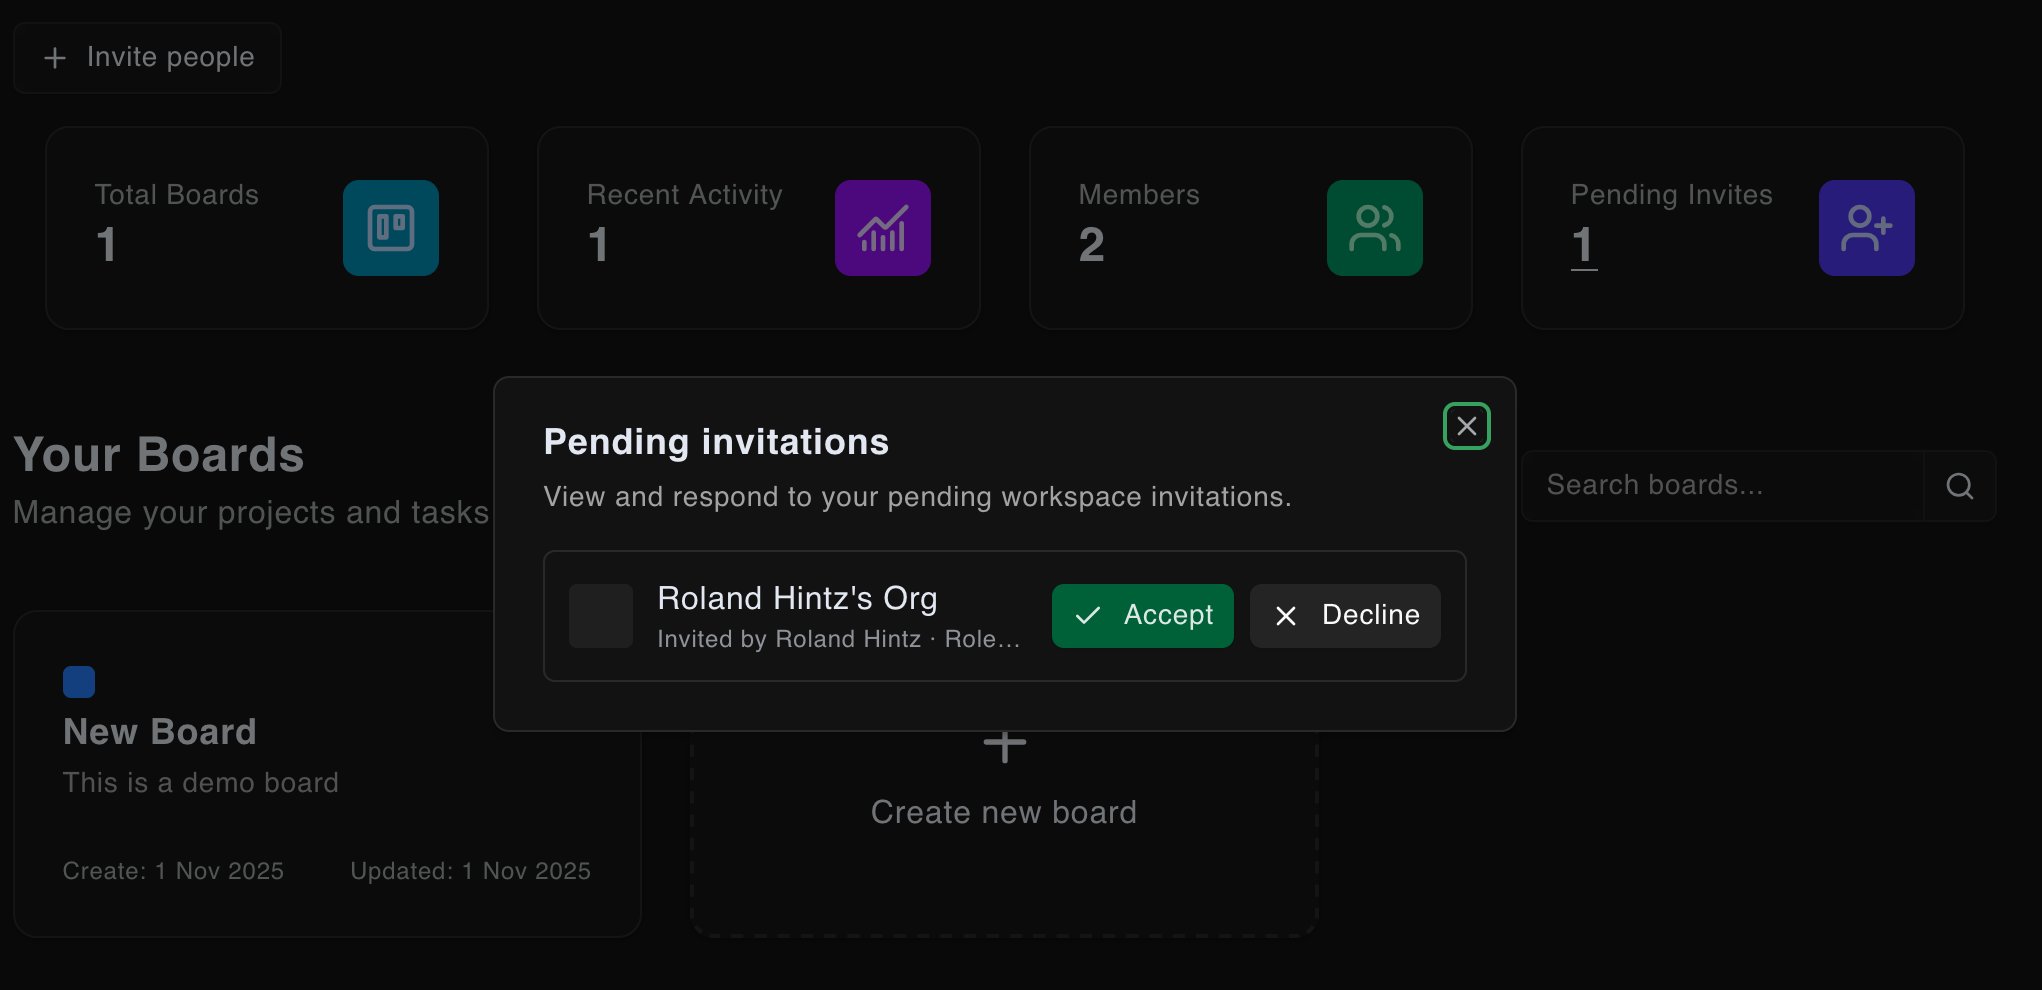 Invite people
Total Boards
1
Recent Activity
1
Members
2
Pending Invites
1
Your Boards
Manage your projects and tasks
Search boards...
Pending invitations
View and respond to your pending workspace invitations.
Roland Hintz's Org
Invited by Roland Hintz · Role...
Accept
Decline
New Board
This is a demo board
Create: 1 Nov 2025
Updated: 1 Nov 2025
Create new board